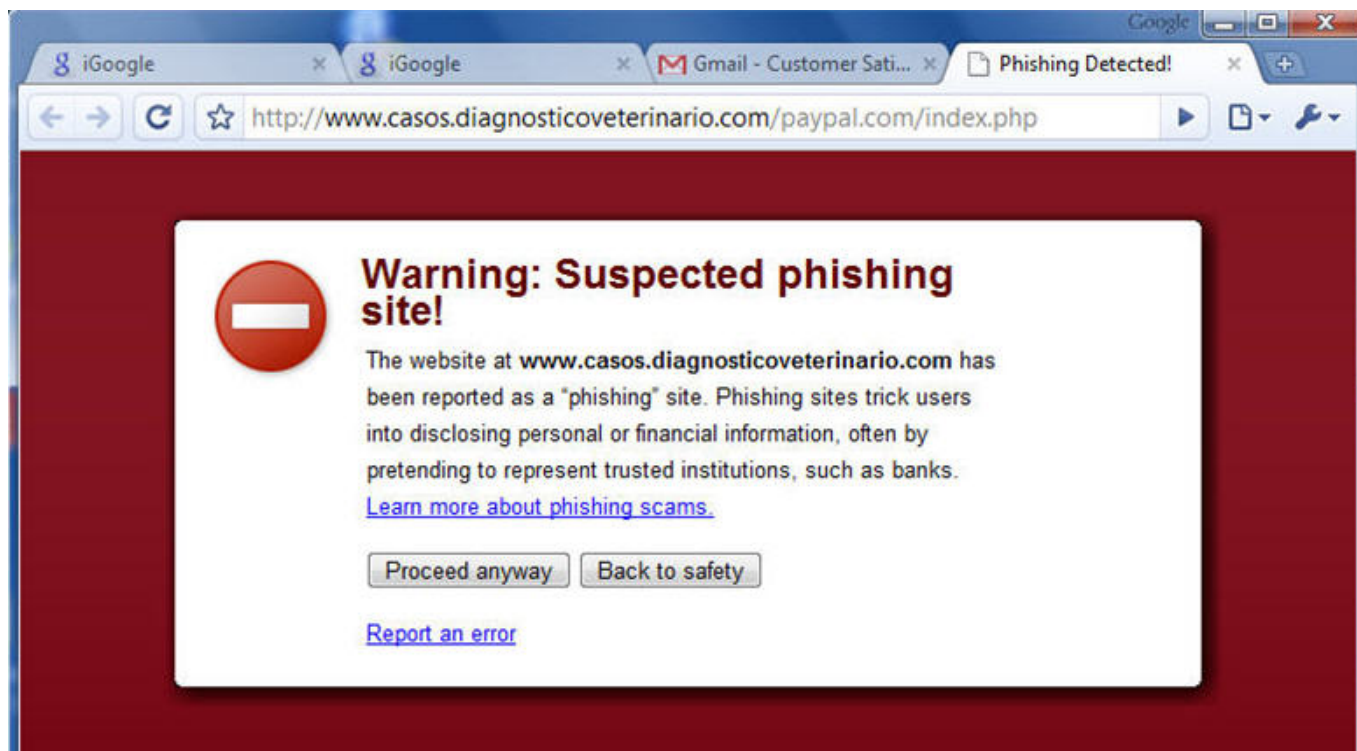 Google
iGoogle
iGoogle
Gmail - Customer Sati...
Phishing Detected!
http://www.casos.diagnosticoveterinario.com/paypal.com/index.php
Warning: Suspected phishing
site!
The website at www.casos.diagnosticoveterinario.com has
been reported as a “phishing” site. Phishing sites trick users
into disclosing personal or financial information, often by
pretending to represent trusted institutions, such as banks.
Learn more about phishing scams.
Proceed anyway Back to safety
Report an error